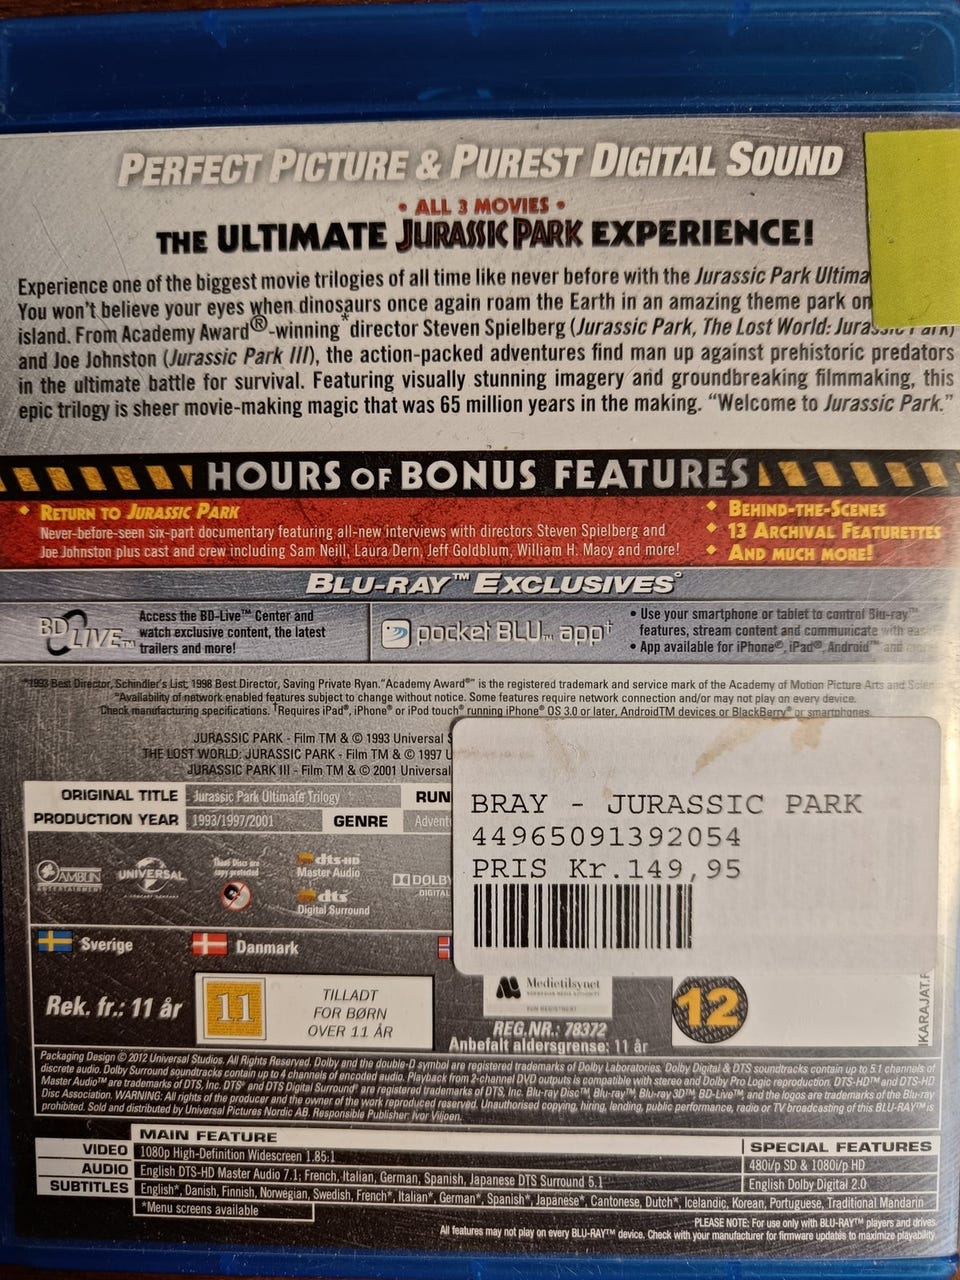 PERFECT PICTURE & PUREST DIGITAL SOUND
• ALL 3 MOVIES •
THE ULTIMATE JURASSIC PARK EXPERIENCE!
Experience one of the biggest movie trilogies of all time like never before with the Jurassic Park Ultima
You won't believe your eyes when dinosaurs once again roam the Earth in an amazing theme park on
island. From Academy Award®-winning* director Steven Spielberg (Jurassic Park, The Lost World: Jurassic Park)
and Joe Johnston (Jurassic Park III), the action-packed adventures find man up against prehistoric predators
in the ultimate battle for survival. Featuring visually stunning imagery and groundbreaking filmmaking, this
epic trilogy is sheer movie-making magic that was 65 million years in the making. “Welcome to Jurassic Park.”
HOURS OF BONUS FEATURES
RETURN TO JURASSIC PARK
Never-before-seen six-part documentary featuring all-new interviews with directors Steven Spielberg and
Joe Johnston plus cast and crew including Sam Neill, Laura Dern, Jeff Goldblum, William H. Macy and more!
BEHIND-THE-SCENES
13 ARCHIVAL FEATURETTES
AND MUCH MORE!
BLU-RAY™ EXCLUSIVES°
BD LIVE™
Access the BD-Live™ Center and
watch exclusive content, the latest
trailers and more!
pocket BLU™ app†
• Use your smartphone or tablet to control Blu-ray™
features, stream content and communicate with
• App available for iPhone®, iPad®, Android™ and more
*1993 Best Director, Schindler's List; 1998 Best Director, Saving Private Ryan. "Academy Award®" is the registered trademark and service mark of the Academy of Motion Picture Arts and Scien
°Availability of network enabled features subject to change without notice. Some features require network connection and/or may not play on every device.
Check manufacturing specifications. †Requires iPad®, iPhone® or iPod touch® running iPhone® OS 3.0 or later, AndroidTM devices or BlackBerry® or smartphones.
JURASSIC PARK - Film TM & © 1993 Universal
THE LOST WORLD: JURASSIC PARK - Film TM & © 1997 U
JURASSIC PARK III - Film TM & © 2001 Universal
ORIGINAL TITLE Jurassic Park Ultimate Trilogy RUN
PRODUCTION YEAR 1993/1997/2001 GENRE Advent
BRAY - JURASSIC PARK
44965091392054
PRIS Kr.149,95
AMBLIN
ENTERTAINMENT
UNIVERSAL
These Discs are
copy protected
dts-HD
Master Audio
dts
Digital Surround
DOLBY
DIGITAL
Sverige
Danmark
Rek. fr.: 11 år
11
TILLADT
FOR BØRN
OVER 11 ÅR
Medietilsynet
NORWEGIAN MEDIA AUTHORITY
REG.NR.: 78372
Anbefalt aldersgrense: 11 år
12
IKARAJAT.F
Packaging Design © 2012 Universal Studios. All Rights Reserved. Dolby and the double-D symbol are registered trademarks of Dolby Laboratories. Dolby Digital & DTS soundtracks contain up to 5.1 channels of
discrete audio. Dolby Surround soundtracks contain up to 4 channels of encoded audio. Playback from 2-channel DVD outputs is compatible with stereo and Dolby Pro Logic reproduction. DTS-HD™ and DTS-HD
Master Audio™ are trademarks of DTS, Inc. DTS® and DTS Digital Surround® are registered trademarks of DTS, Inc. Blu-ray Disc™, Blu-ray™, Blu-ray 3D™, BD-Live™, and the logos are trademarks of the Blu-ray
Disc Association. WARNING: All rights of the producer and the owner of the work reproduced reserved. Unauthorised copying, hiring, lending, public performance, radio or TV broadcasting of this BLU-RAY™ is
prohibited. Sold and distributed by Universal Pictures Nordic AB. Responsible Publisher: Ivor Viljoen.
MAIN FEATURE
SPECIAL FEATURES
VIDEO 1080p High-Definition Widescreen 1.85:1
480i/p SD & 1080i/p HD
AUDIO English DTS-HD Master Audio 7.1; French, Italian, German, Spanish, Japanese DTS Surround 5.1
English Dolby Digital 2.0
SUBTITLES English*, Danish, Finnish, Norwegian, Swedish, French*, Italian*, German*, Spanish*, Japanese*, Cantonese, Dutch*, Icelandic, Korean, Portuguese, Traditional Mandarin
*Menu screens available
PLEASE NOTE: For use only with BLU-RAY™ players and drives.
All features may not play on every BLU-RAY™ device. Check with your manufacturer for firmware updates to maximize playability.